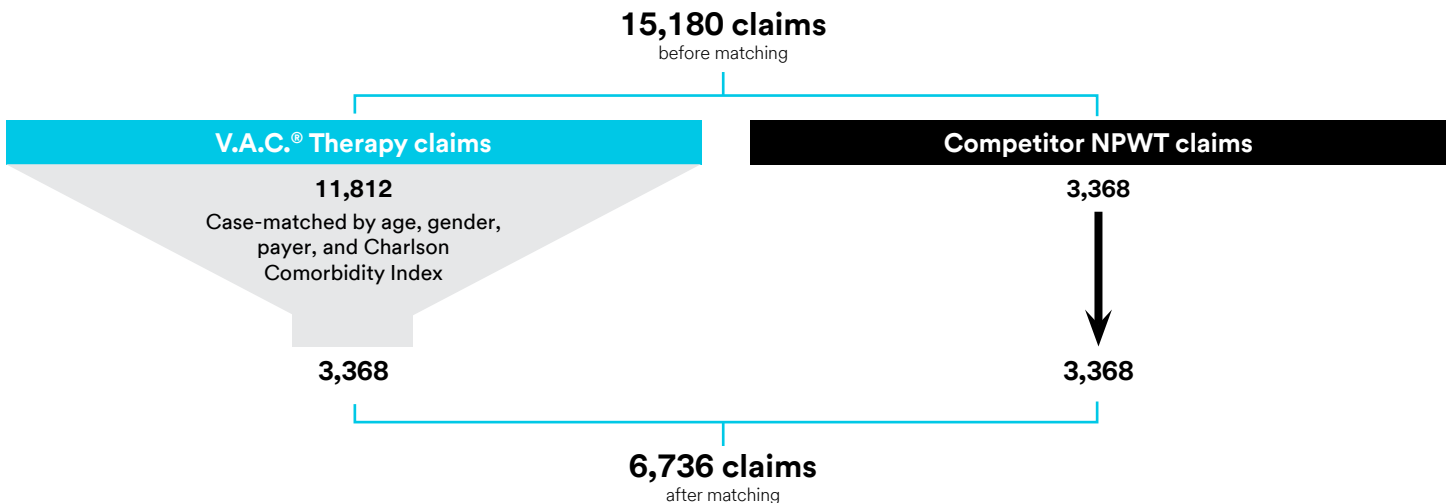 15,180 claims
before matching
V.A.C.® Therapy claims
Competitor NPWT claims
11,812
Case-matched by age, gender,
payer, and Charlson
Comorbidity Index
3,368
3,368
3,368
6,736 claims
after matching